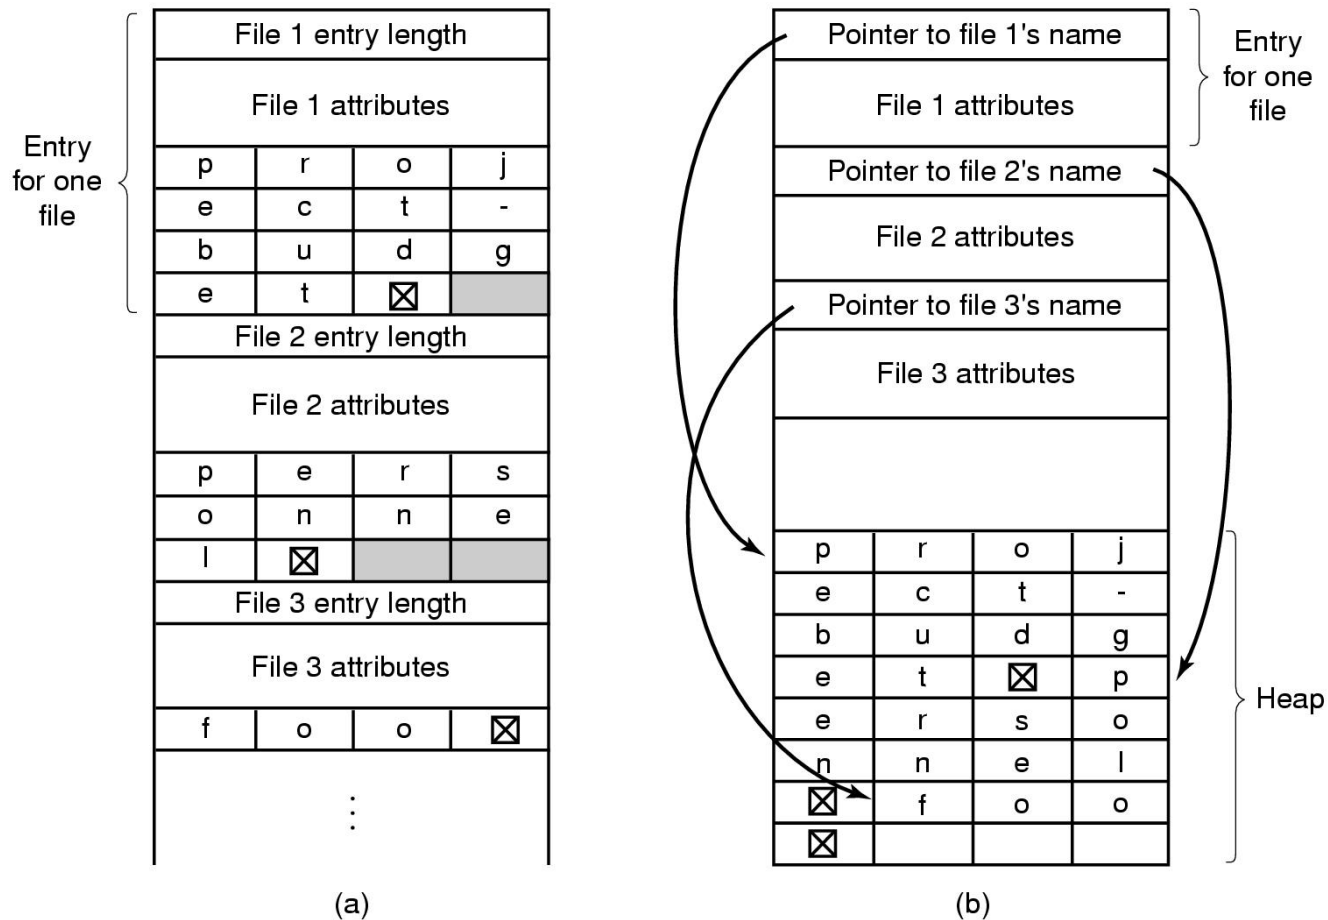 File 1 entry length
File 1 attributes
Entry
for one
file
p r o j
e c t -
b u d g
e t ☒
File 2 entry length
File 2 attributes
p e r s
o n n e
l ☒
File 3 entry length
File 3 attributes
f o o ☒
⋮
(a)
Pointer to file 1's name
Entry
for one
file
File 1 attributes
Pointer to file 2's name
File 2 attributes
Pointer to file 3's name
File 3 attributes
p r o j
e c t -
b u d g
e t ☒ p
e r s o
n n e l
☒ f o o
☒
Heap
(b)